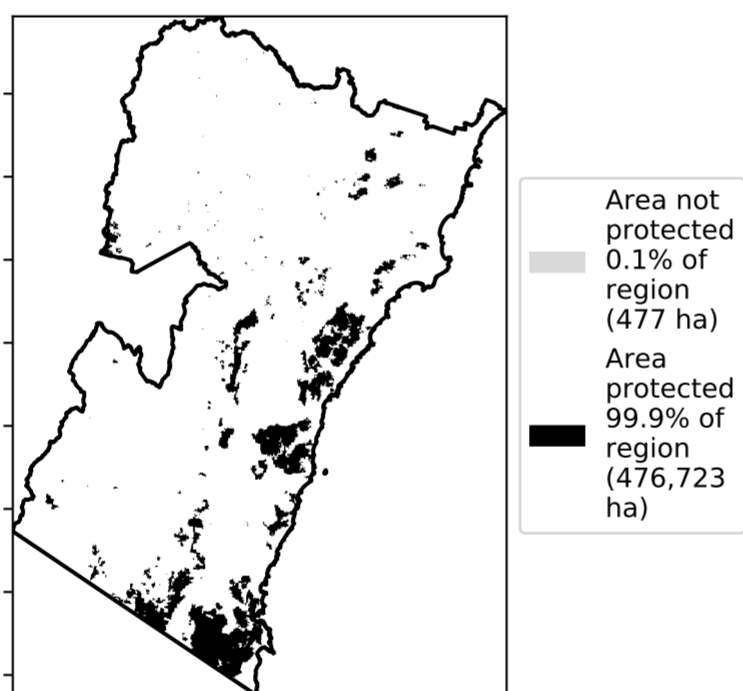 Area not
protected
0.1% of
region
(477 ha)
Area
protected
99.9% of
region
(476,723
ha)